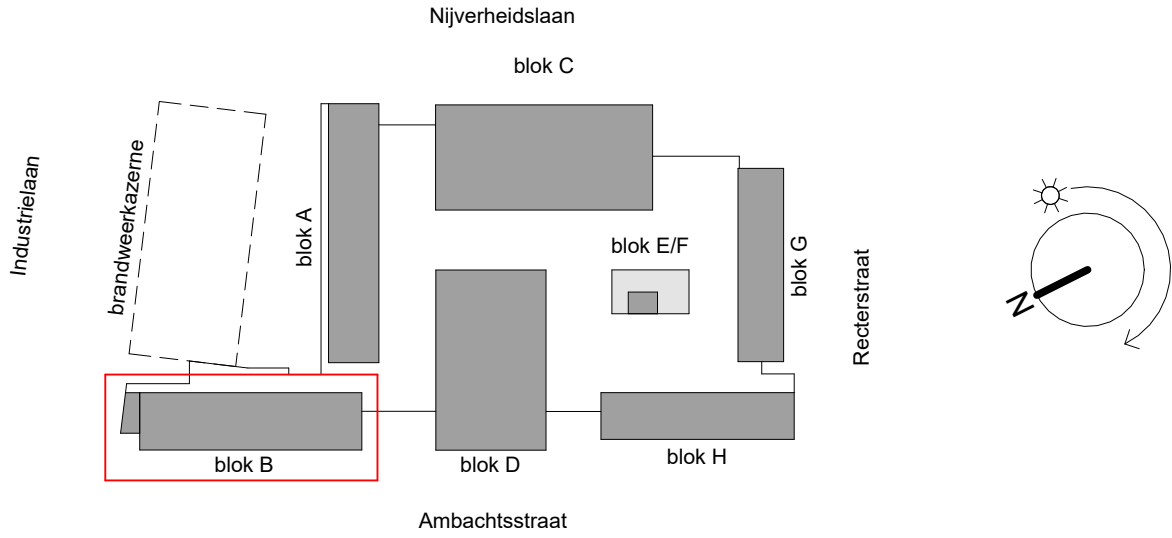 Nijverheidslaan
blok C
Industrielaan
brandweerkazerne
blok A
blok E/F
blok G
Recterstraat
N
blok B
blok D
blok H
Ambachtsstraat